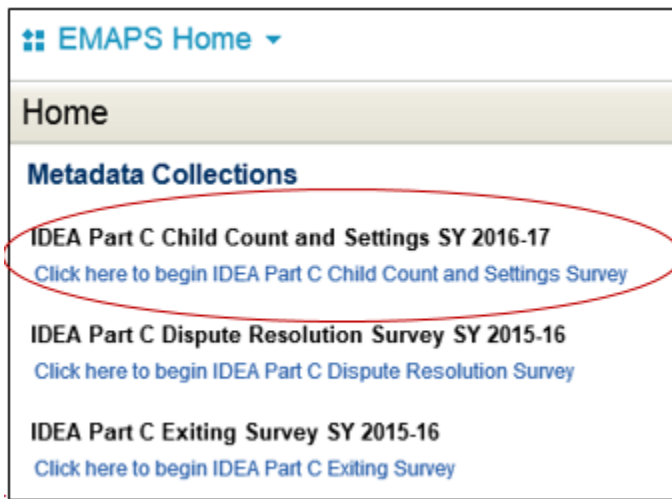 EMAPS Home
Home
Metadata Collections
IDEA Part C Child Count and Settings SY 2016-17
Click here to begin IDEA Part C Child Count and Settings Survey
IDEA Part C Dispute Resolution Survey SY 2015-16
Click here to begin IDEA Part C Dispute Resolution Survey
IDEA Part C Exiting Survey SY 2015-16
Click here to begin IDEA Part C Exiting Survey